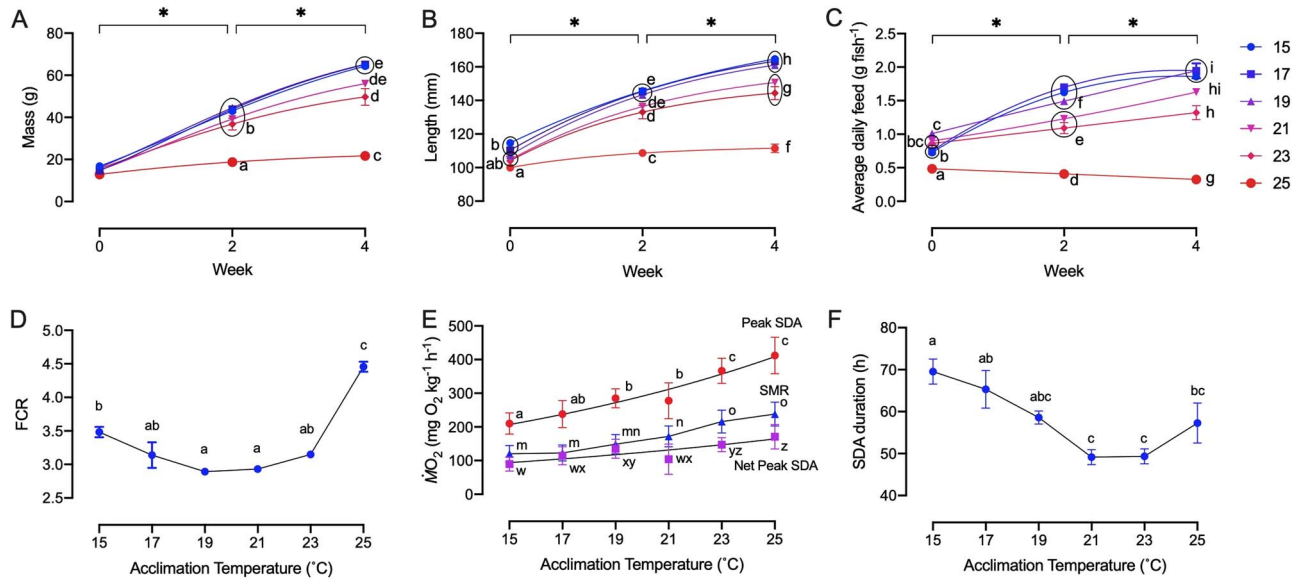 A
*
*
Mass (g)
80
60
40
20
0
e
de
d
b
a
c
0
2
4
Week
B
*
*
Length (mm)
180
160
140
120
100
80
h
e
de
d
g
b
ab
a
c
f
0
2
4
Week
C
*
*
Average daily feed (g fish-1)
2.5
2.0
1.5
1.0
0.5
0.0
i
hi
f
h
c
bc
b
e
a
d
g
0
2
4
Week
15
17
19
21
23
25
D
FCR
5.0
4.5
4.0
3.5
3.0
2.5
b
ab
a
a
ab
c
15
17
19
21
23
25
Acclimation Temperature (˚C)
E
ṀO2 (mg O2 kg-1 h-1)
500
400
300
200
100
0
Peak SDA
a
ab
b
b
c
c
SMR
m
m
mn
n
o
o
w
wx
xy
wx
yz
z
Net Peak SDA
15
17
19
21
23
25
Acclimation Temperature (˚C)
F
SDA duration (h)
80
70
60
50
40
a
ab
abc
c
c
bc
15
17
19
21
23
25
Acclimation Temperature (˚C)